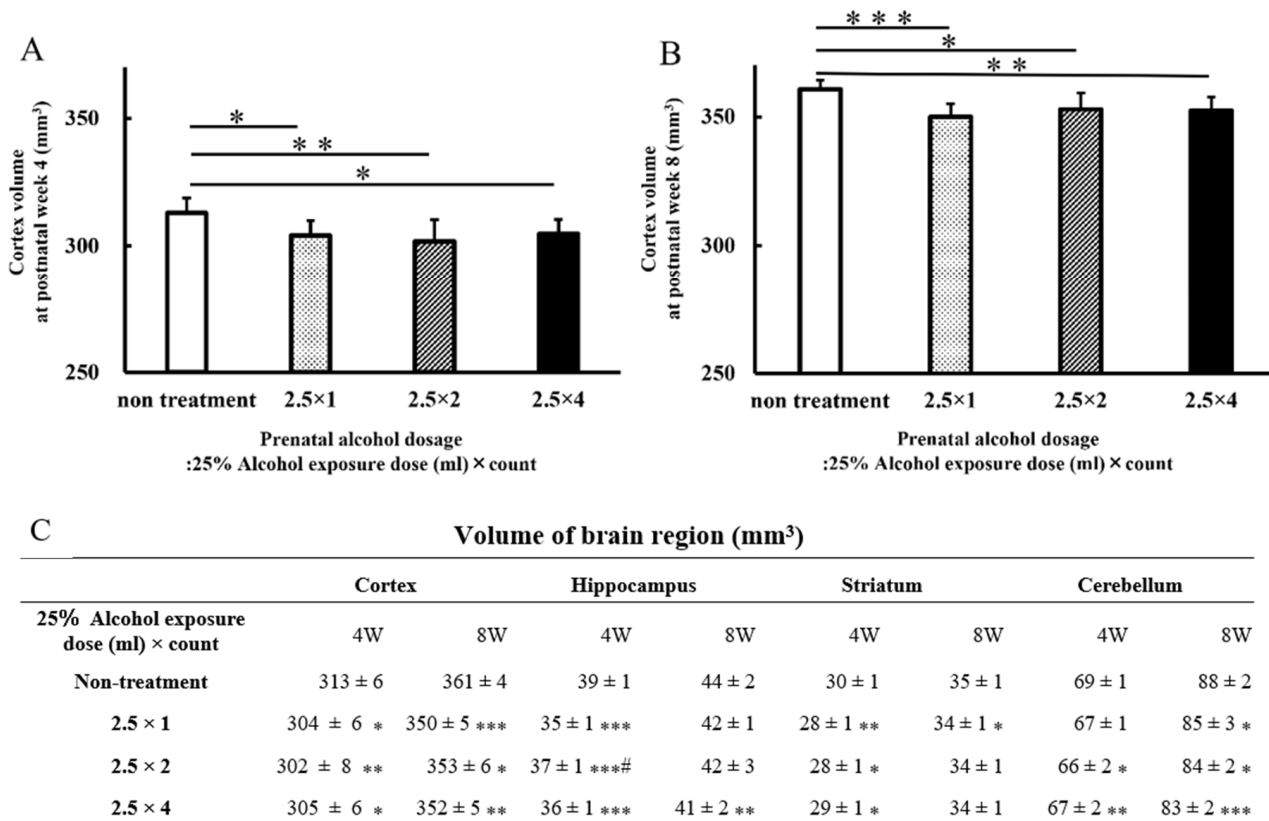 A
* 
* *
*
350
300
250
Cortex volume
at postnatal week 4 (mm³)
non treatment 2.5×1 2.5×2 2.5×4
Prenatal alcohol dosage
:25% Alcohol exposure dose (ml) × count
B
* * *
*
* *
350
300
250
Cortex volume
at postnatal week 8 (mm³)
non treatment 2.5×1 2.5×2 2.5×4
Prenatal alcohol dosage
:25% Alcohol exposure dose (ml) × count
C
Volume of brain region (mm³)
Cortex Hippocampus Striatum Cerebellum
25% Alcohol exposure
dose (ml) × count
4W 8W 4W 8W 4W 8W 4W 8W
Non-treatment 313 ± 6 361 ± 4 39 ± 1 44 ± 2 30 ± 1 35 ± 1 69 ± 1 88 ± 2
2.5 × 1 304 ± 6 * 350 ± 5 *** 35 ± 1 *** 42 ± 1 28 ± 1 ** 34 ± 1 * 67 ± 1 85 ± 3 *
2.5 × 2 302 ± 8 ** 353 ± 6 * 37 ± 1 ***# 42 ± 3 28 ± 1 * 34 ± 1 66 ± 2 * 84 ± 2 *
2.5 × 4 305 ± 6 * 352 ± 5 ** 36 ± 1 *** 41 ± 2 ** 29 ± 1 * 34 ± 1 67 ± 2 ** 83 ± 2 ***